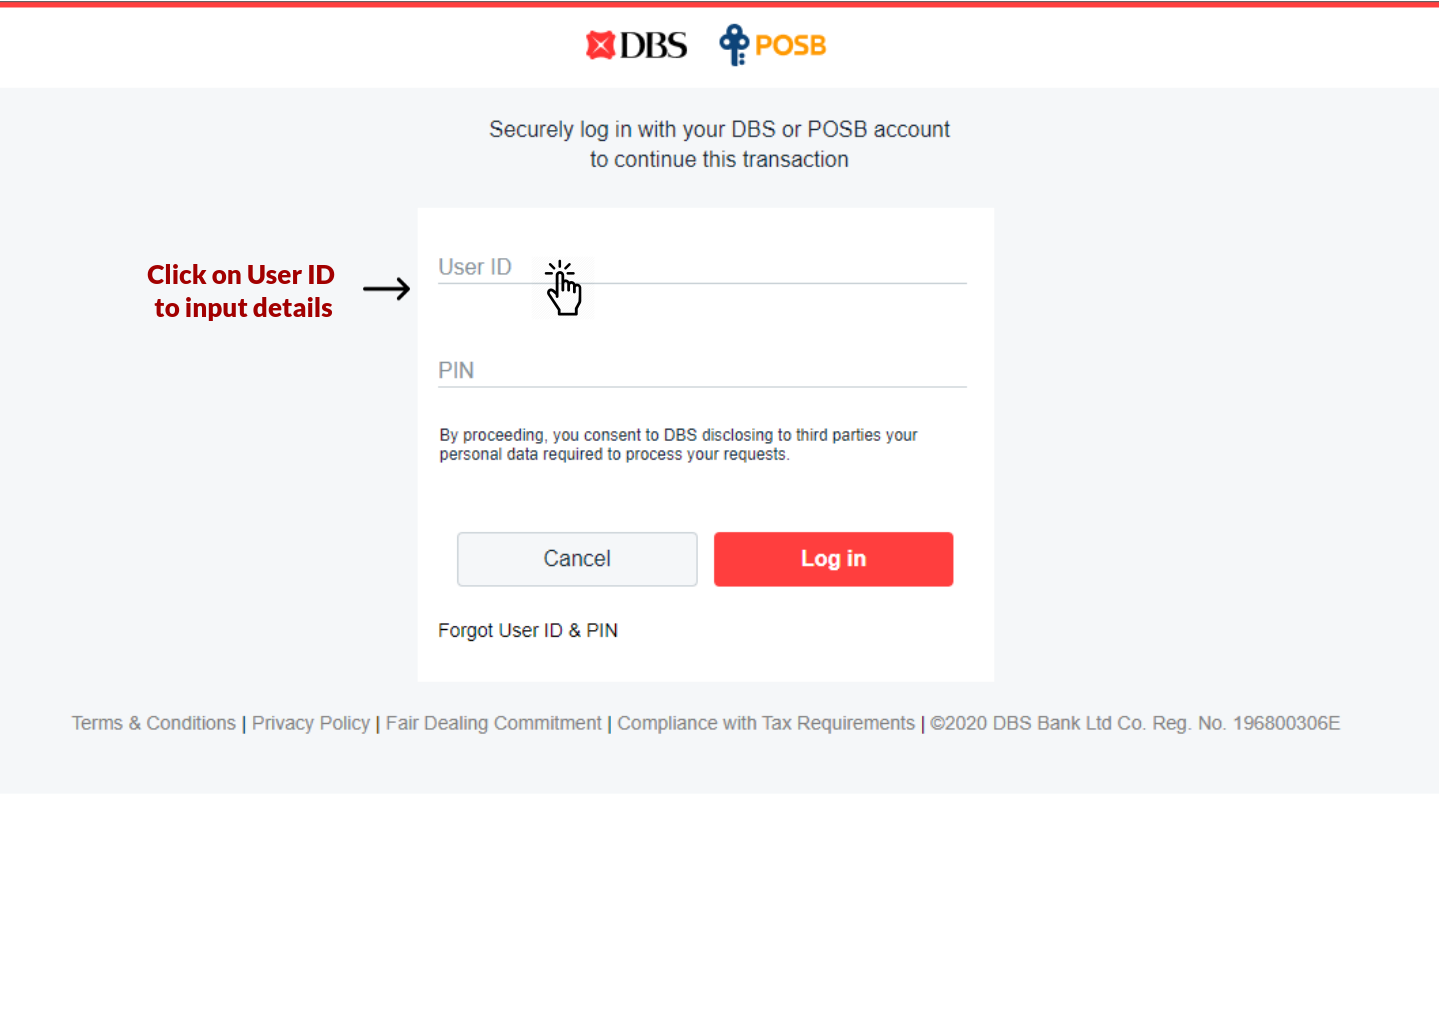 DBS POSB
Securely log in with your DBS or POSB account
to continue this transaction
Click on User ID
to input details
User ID
PIN
By proceeding, you consent to DBS disclosing to third parties your
personal data required to process your requests.
Cancel Log in
Forgot User ID & PIN
Terms & Conditions | Privacy Policy | Fair Dealing Commitment | Compliance with Tax Requirements | ©2020 DBS Bank Ltd Co. Reg. No. 196800306E